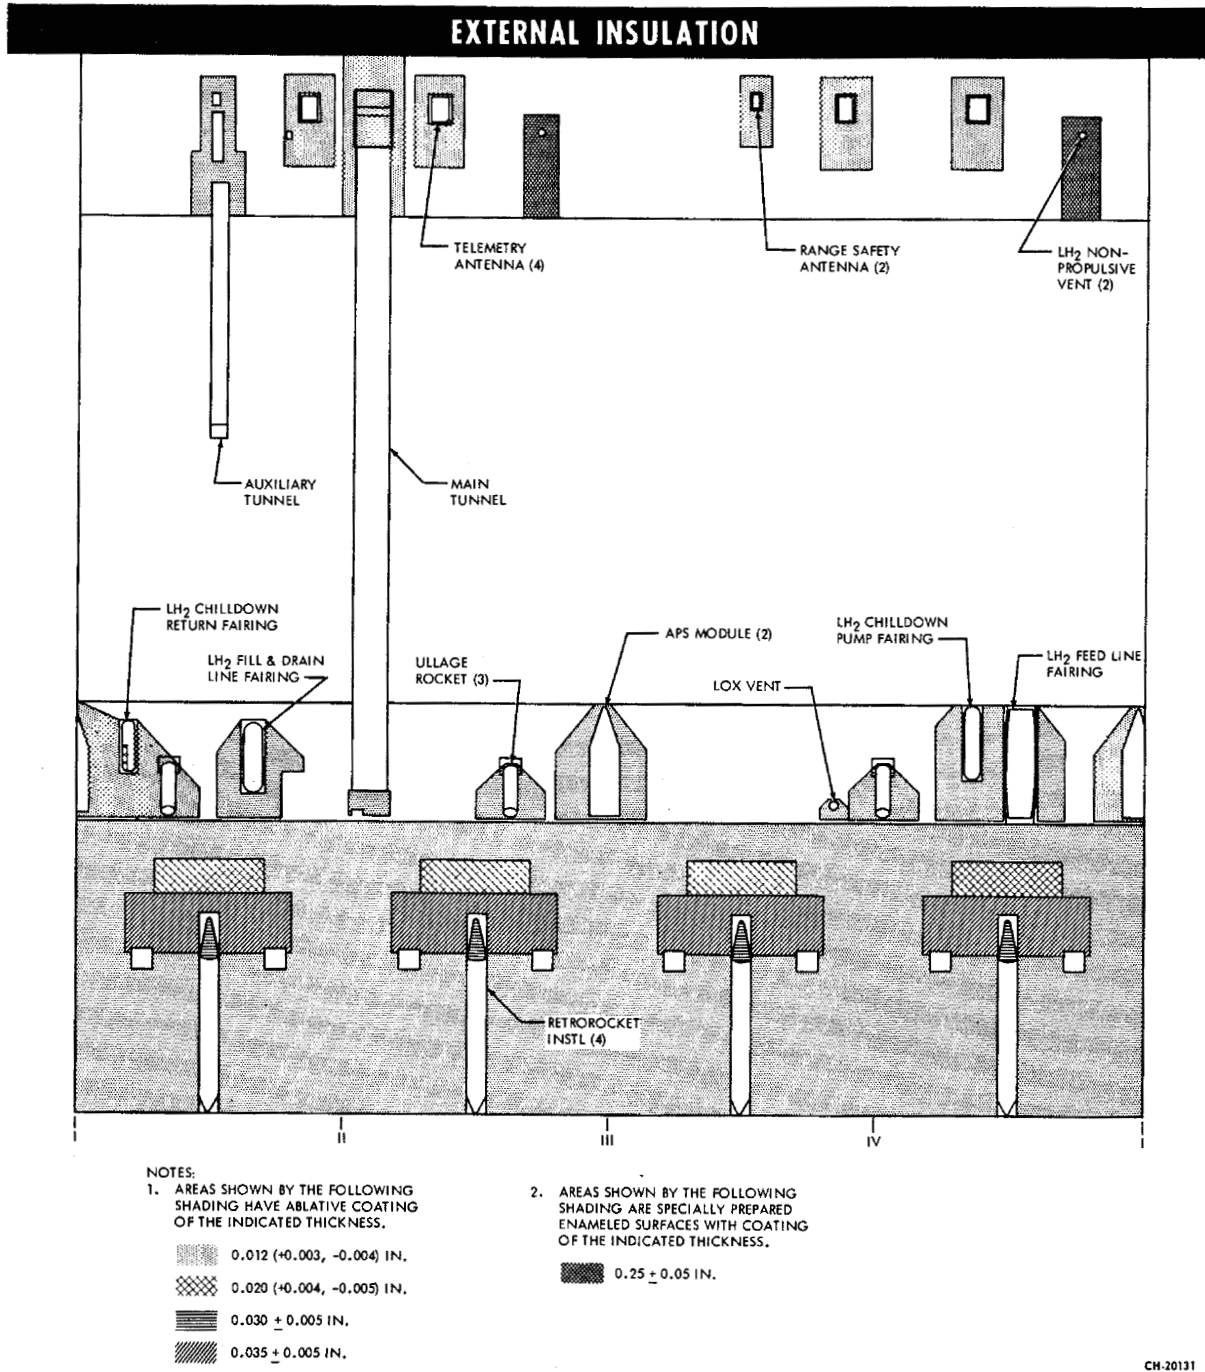 EXTERNAL INSULATION
TELEMETRY
ANTENNA (4)
RANGE SAFETY
ANTENNA (2)
LH2 NON-
PROPULSIVE
VENT (2)
AUXILIARY
TUNNEL
MAIN
TUNNEL
LH2 CHILLDOWN
RETURN FAIRING
LH2 FILL & DRAIN
LINE FAIRING
ULLAGE
ROCKET (3)
APS MODULE (2)
LOX VENT
LH2 CHILLDOWN
PUMP FAIRING
LH2 FEED LINE
FAIRING
RETROROCKET
INSTL (4)
I
II
III
IV
I
NOTES:
1. AREAS SHOWN BY THE FOLLOWING
SHADING HAVE ABLATIVE COATING
OF THE INDICATED THICKNESS.
0.012 (+0.003, -0.004) IN.
0.020 (+0.004, -0.005) IN.
0.030 ± 0.005 IN.
0.035 ± 0.005 IN.
2. AREAS SHOWN BY THE FOLLOWING
SHADING ARE SPECIALLY PREPARED
ENAMELED SURFACES WITH COATING
OF THE INDICATED THICKNESS.
0.25 ± 0.05 IN.
CH-20131